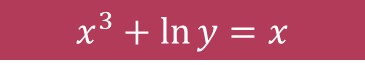 x³ + ln y = x